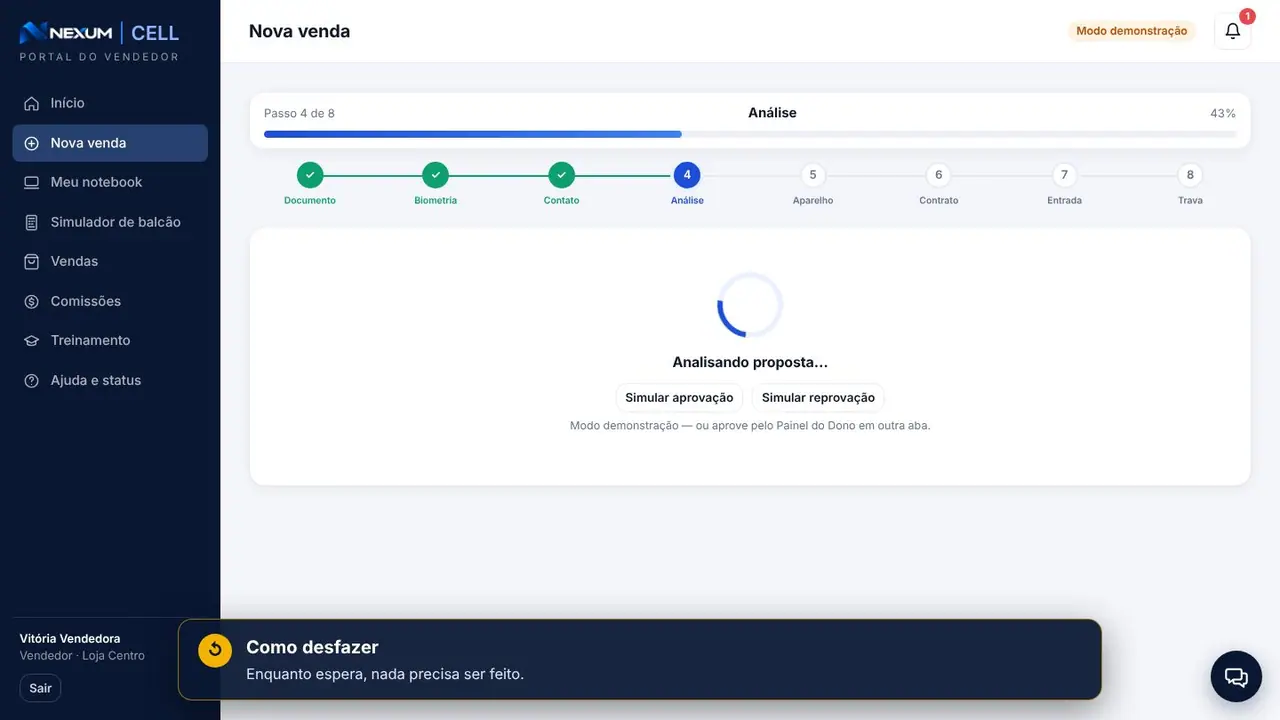 NEXUM | CELL
PORTAL DO VENDEDOR
Início
Nova venda
Meu notebook
Simulador de balcão
Vendas
Comissões
Treinamento
Ajuda e status
Vitória Vendedora
Vendedor · Loja Centro
Sair
Nova venda
Modo demonstração
1
Passo 4 de 8
Análise
43%
4
5
6
7
8
Documento
Biometria
Contato
Análise
Aparelho
Contrato
Entrada
Trava
Analisando proposta...
Simular aprovação
Simular reprovação
Modo demonstração — ou aprove pelo Painel do Dono em outra aba.
Como desfazer
Enquanto espera, nada precisa ser feito.